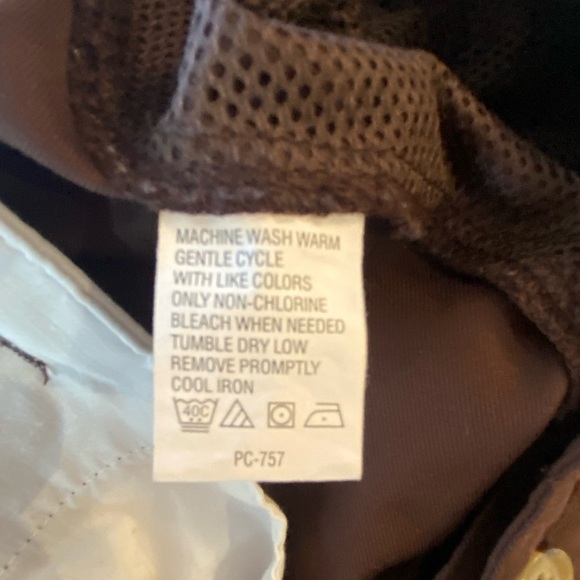 MACHINE WASH WARM
GENTLE CYCLE
WITH LIKE COLORS
ONLY NON-CHLORINE
BLEACH WHEN NEEDED
TUMBLE DRY LOW
REMOVE PROMPTLY
COOL IRON
40C
PC-757